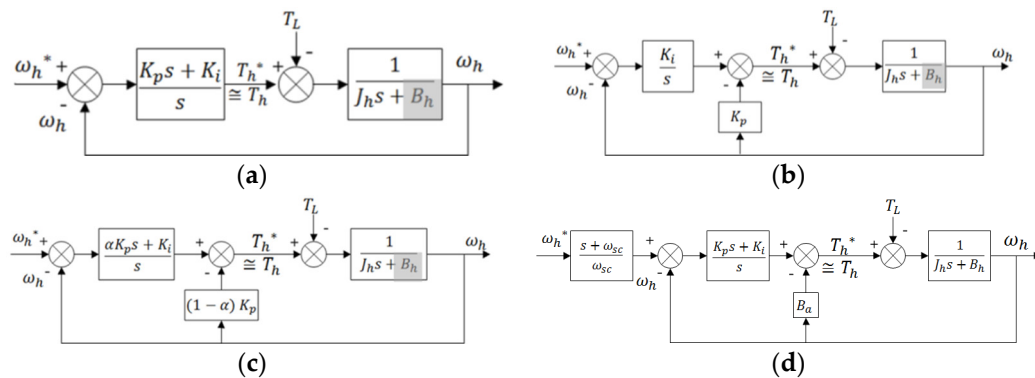 T_L
ω_h* + + -
K_p s + K_i / s
T_h* ≅ T_h
1 / J_h s + B_h
ω_h
-
ω_h
(a)
T_L
ω_h* + + + -
K_i / s
T_h* ≅ T_h
1 / J_h s + B_h
ω_h
ω_h - -
K_p
(b)
T_L
ω_h* + + + -
αK_p s + K_i / s
T_h* ≅ T_h
1 / J_h s + B_h
ω_h
ω_h - -
(1 − α) K_p
(c)
T_L
ω_h* + + + -
s + ω_sc / ω_sc
K_p s + K_i / s
T_h* ≅ T_h
1 / J_h s + B_h
ω_h
ω_h - -
B_a
(d)